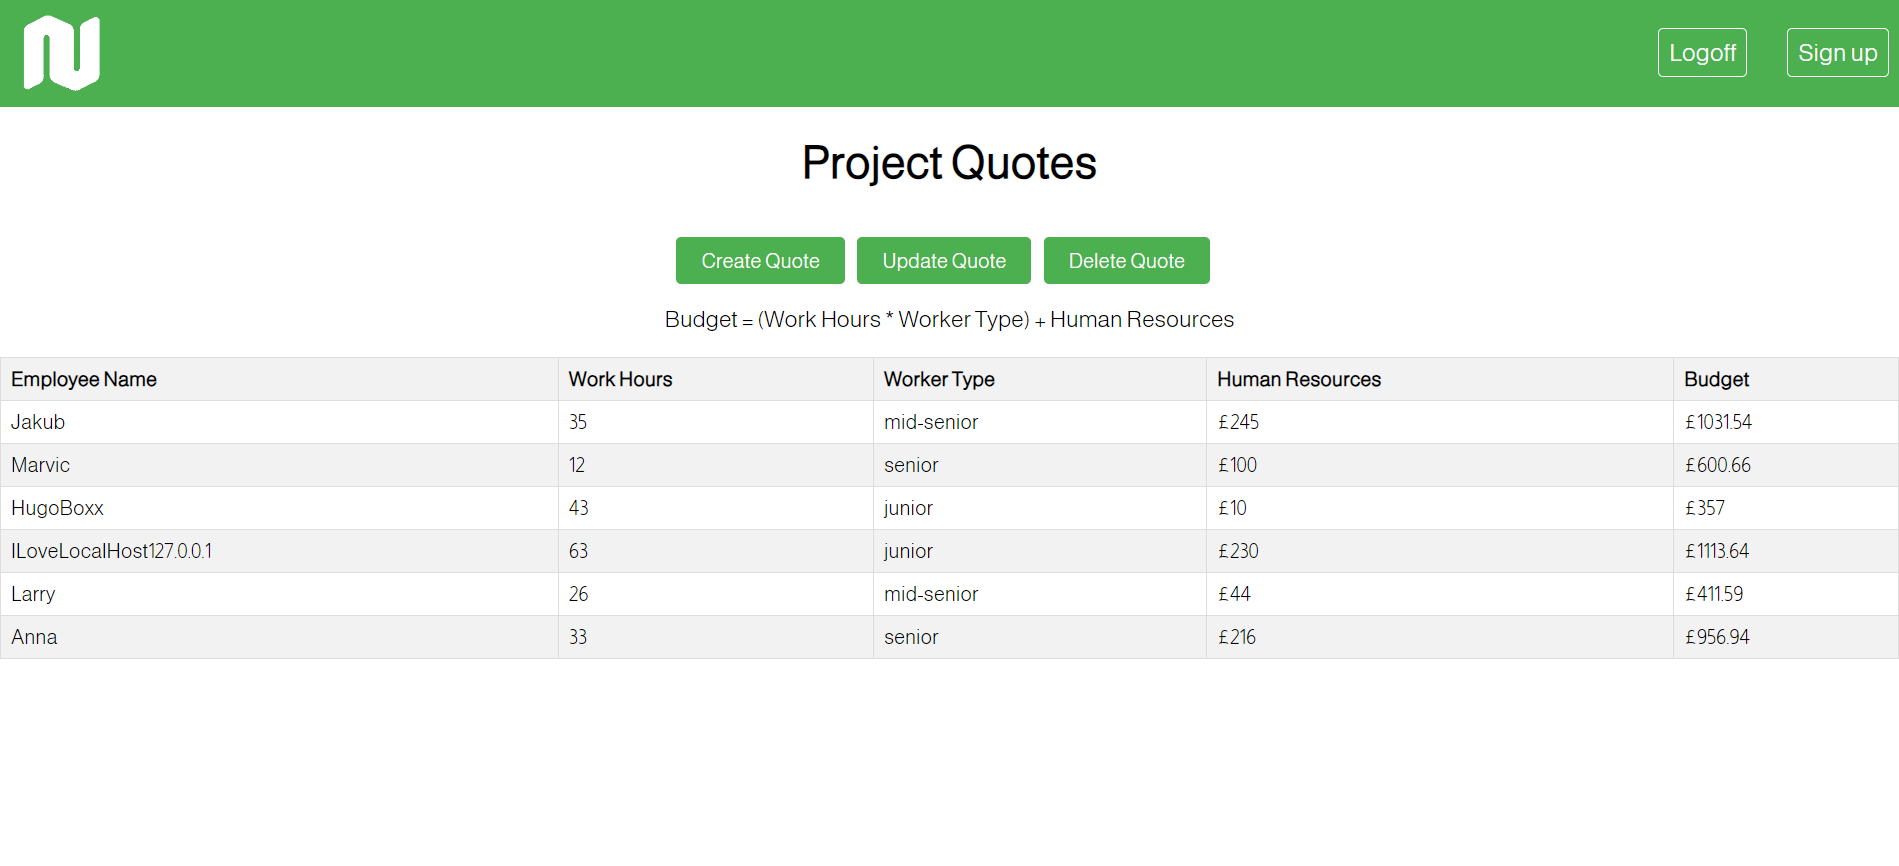 Logoff Sign up
Project Quotes
Create Quote Update Quote Delete Quote
Budget = (Work Hours * Worker Type) + Human Resources
Employee Name Work Hours Worker Type Human Resources Budget
Jakub 35 mid-senior £245 £1031.54
Marvic 12 senior £100 £600.66
HugoBoxx 43 junior £10 £357
ILoveLocalHost127.0.0.1 63 junior £230 £1113.64
Larry 26 mid-senior £44 £411.59
Anna 33 senior £216 £956.94